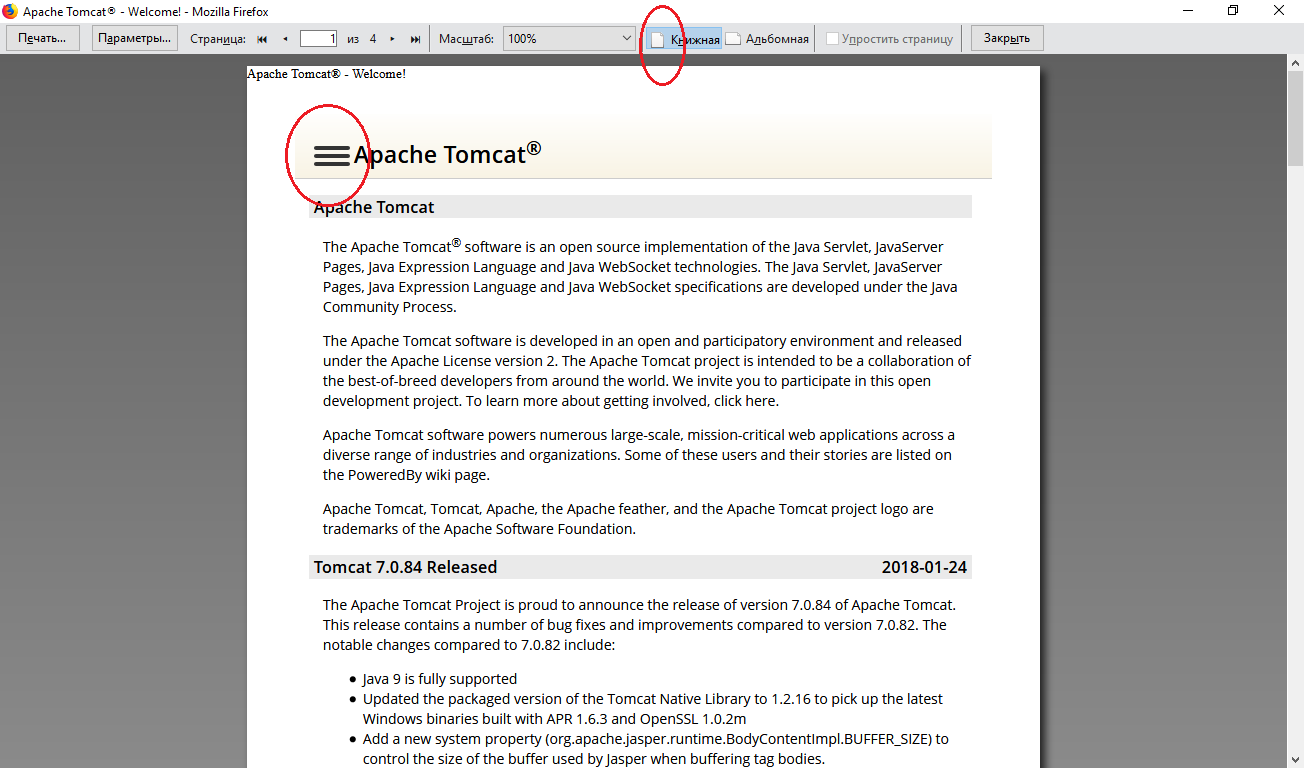 Apache Tomcat® - Welcome! - Mozilla Firefox
Печать... Параметры... Страница: 1 из 4 Масштаб: 100% Книжная Альбомная Упростить страницу Закрыть
Apache Tomcat® - Welcome!
Apache Tomcat®
Apache Tomcat
The Apache Tomcat® software is an open source implementation of the Java Servlet, JavaServer
Pages, Java Expression Language and Java WebSocket technologies. The Java Servlet, JavaServer
Pages, Java Expression Language and Java WebSocket specifications are developed under the Java
Community Process.
The Apache Tomcat software is developed in an open and participatory environment and released
under the Apache License version 2. The Apache Tomcat project is intended to be a collaboration of
the best-of-breed developers from around the world. We invite you to participate in this open
development project. To learn more about getting involved, click here.
Apache Tomcat software powers numerous large-scale, mission-critical web applications across a
diverse range of industries and organizations. Some of these users and their stories are listed on
the PoweredBy wiki page.
Apache Tomcat, Tomcat, Apache, the Apache feather, and the Apache Tomcat project logo are
trademarks of the Apache Software Foundation.
Tomcat 7.0.84 Released 2018-01-24
The Apache Tomcat Project is proud to announce the release of version 7.0.84 of Apache Tomcat.
This release contains a number of bug fixes and improvements compared to version 7.0.82. The
notable changes compared to 7.0.82 include:
• Java 9 is fully supported
• Updated the packaged version of the Tomcat Native Library to 1.2.16 to pick up the latest
Windows binaries built with APR 1.6.3 and OpenSSL 1.0.2m
• Add a new system property (org.apache.jasper.runtime.BodyContentImpl.BUFFER_SIZE) to
control the size of the buffer used by Jasper when buffering tag bodies.